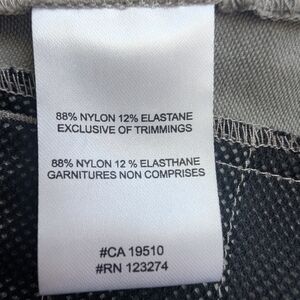 88% NYLON 12% ELASTANE
EXCLUSIVE OF TRIMMINGS
88% NYLON 12 % ELASTHANE
GARNITURES NON COMPRISES
#CA 19510
#RN 123274